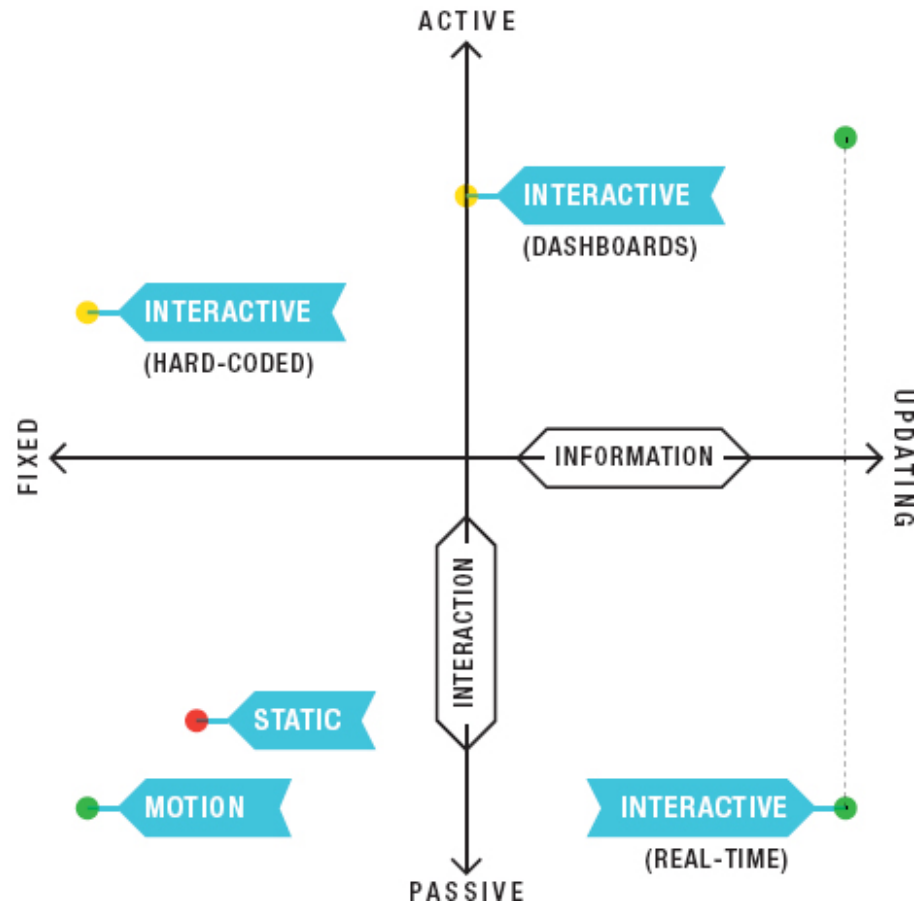 ACTIVE
INTERACTIVE
(DASHBOARDS)
INTERACTIVE
(HARD-CODED)
FIXED
INFORMATION
UPDATING
INTERACTION
STATIC
MOTION
INTERACTIVE
(REAL-TIME)
PASSIVE